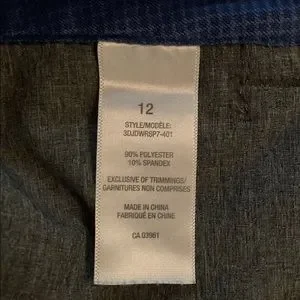 12
STYLE/MODÈLE:
3DJDWRSP7-401
90% POLYESTER
10% SPANDEX
EXCLUSIVE OF TRIMMINGS/
GARNITURES NON COMPRISES
MADE IN CHINA
FABRIQUÉ EN CHINE
CA 03961